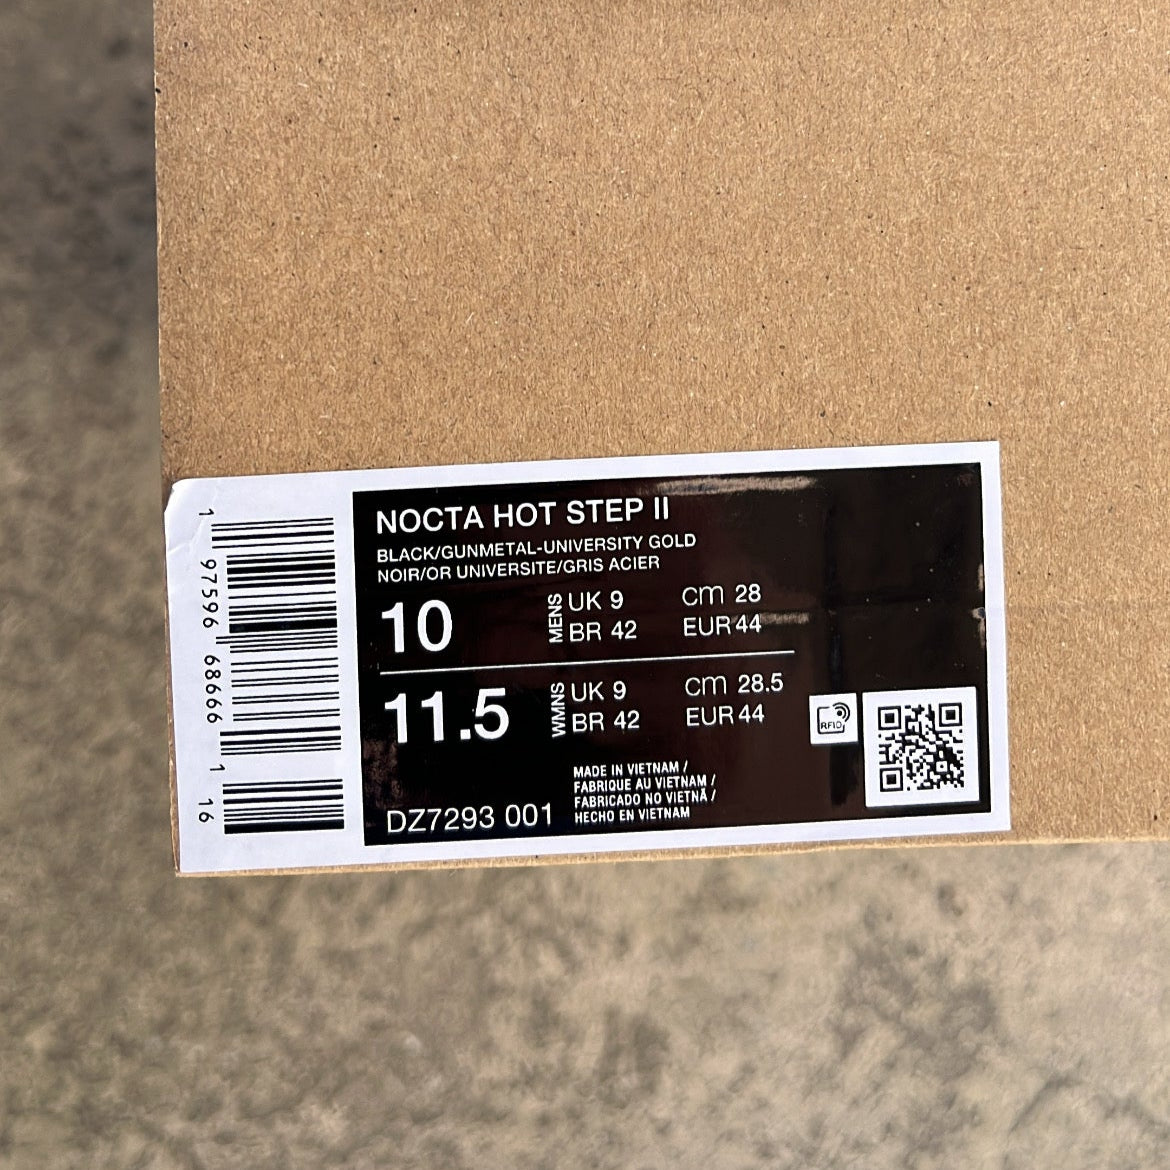 NOCTA HOT STEP II
BLACK/GUNMETAL-UNIVERSITY GOLD
NOIR/OR UNIVERSITE/GRIS ACIER
10 MENS UK 9 cm 28
BR 42 EUR 44
11.5 WMNS UK 9 cm 28.5
BR 42 EUR 44
RFID
MADE IN VIETNAM /
FABRIQUE AU VIETNAM /
FABRICADO NO VIETNÃ /
HECHO EN VIETNAM
DZ7293 001
1 97596 68666 1 16